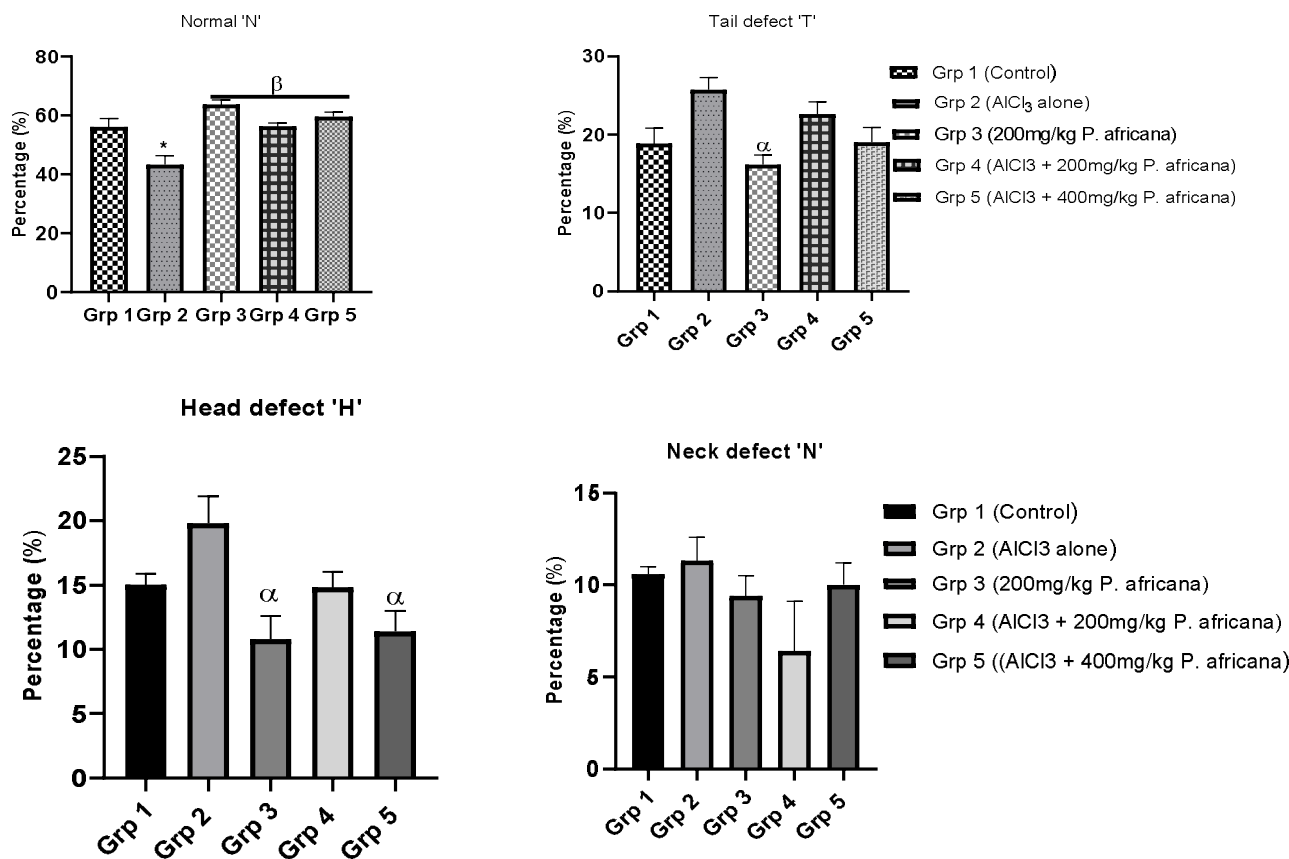 Normal 'N'
80
60
40
20
0
Percentage (%)
*
β
Grp 1 Grp 2 Grp 3 Grp 4 Grp 5
Tail defect 'T'
30
20
10
0
Percentage (%)
α
Grp 1 Grp 2 Grp 3 Grp 4 Grp 5
Grp 1 (Control)
Grp 2 (AlCl3 alone)
Grp 3 (200mg/kg P. africana)
Grp 4 (AlCl3 + 200mg/kg P. africana)
Grp 5 (AlCl3 + 400mg/kg P. africana)
Head defect 'H'
25
20
15
10
5
0
Percentage (%)
α α
Grp 1 Grp 2 Grp 3 Grp 4 Grp 5
Neck defect 'N'
15
10
5
0
Percentage (%)
Grp 1 Grp 2 Grp 3 Grp 4 Grp 5
Grp 1 (Control)
Grp 2 (AlCl3 alone)
Grp 3 (200mg/kg P. africana)
Grp 4 (AlCl3 + 200mg/kg P. africana)
Grp 5 ((AlCl3 + 400mg/kg P. africana)